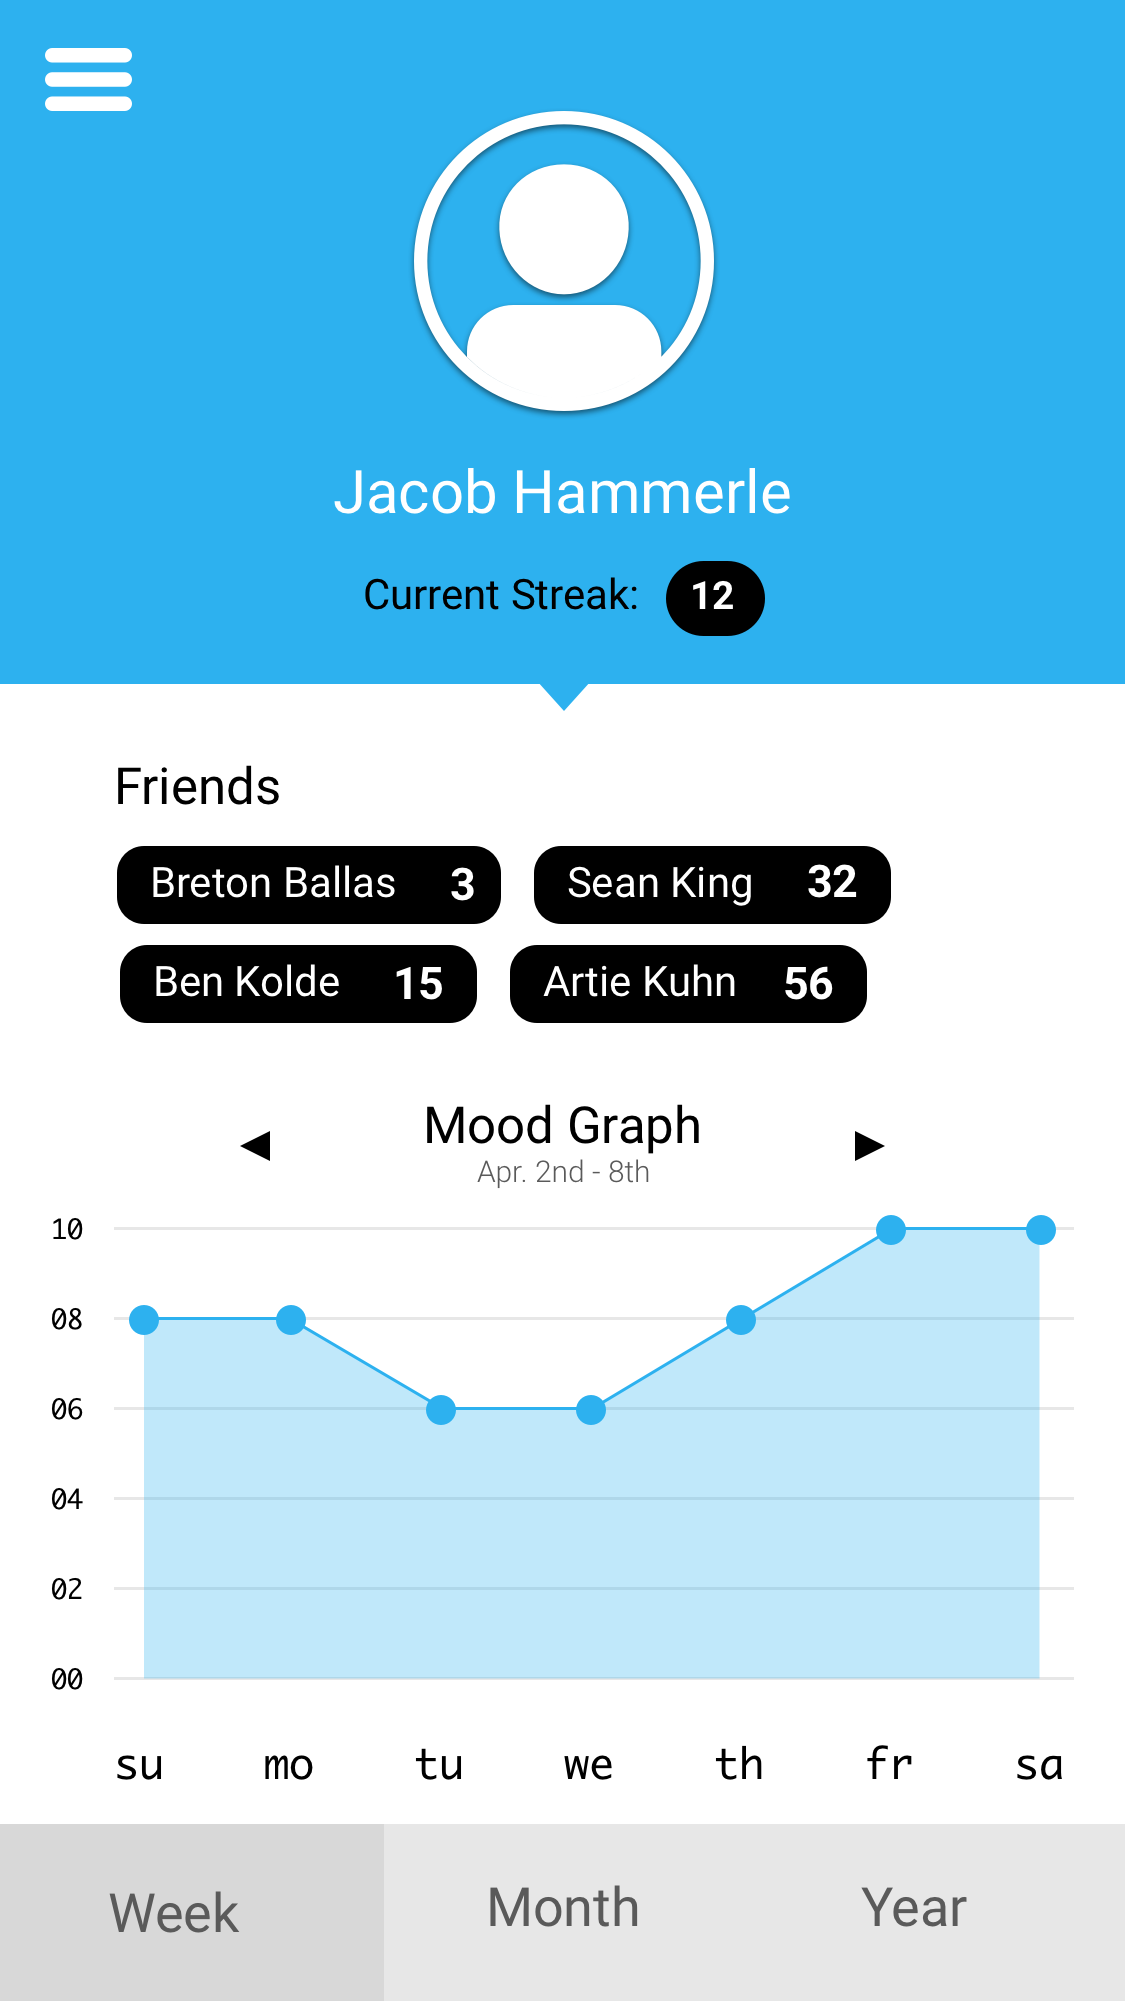 Jacob Hammerle
Current Streak: 12
Friends
Breton Ballas 3
Sean King 32
Ben Kolde 15
Artie Kuhn 56
Mood Graph
Apr. 2nd - 8th
10
08
06
04
02
00
su mo tu we th fr sa
Week Month Year